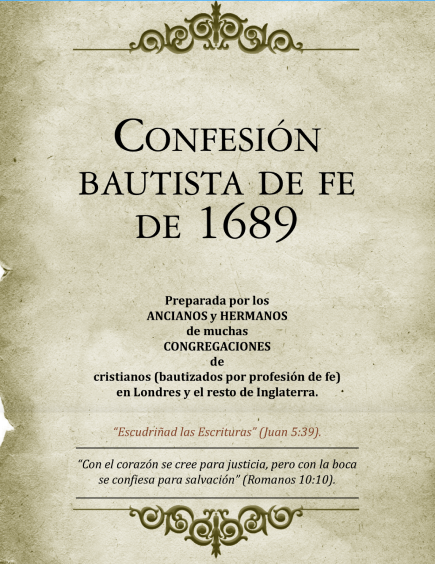 CONFESIÓN
BAUTISTA DE FE
DE 1689
Preparada por los
ANCIANOS y HERMANOS
de muchas
CONGREGACIONES
de
cristianos (bautizados por profesión de fe)
en Londres y el resto de Inglaterra.
“Escudriñad las Escrituras” (Juan 5:39).
“Con el corazón se cree para justicia, pero con la boca
se confiesa para salvación” (Romanos 10:10).